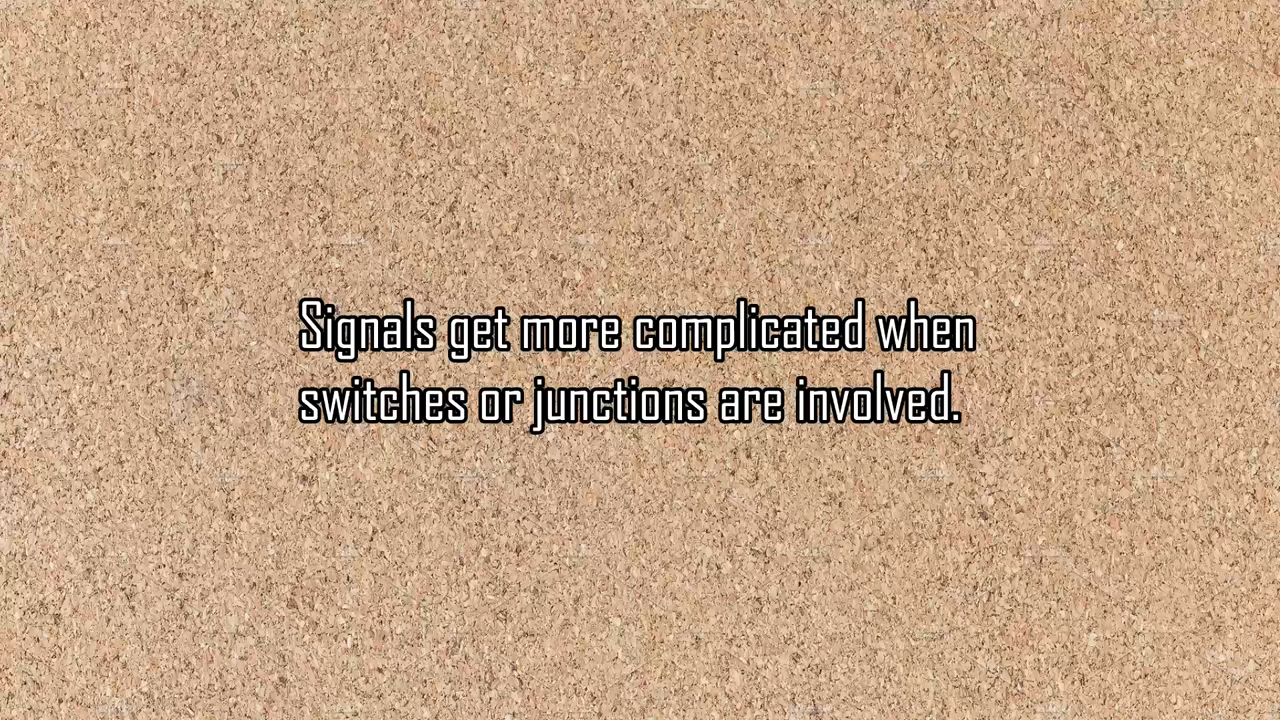 Signals get more complicated when
switches or junctions are involved.